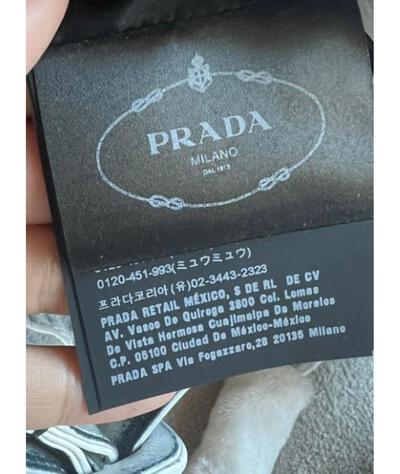 PRADA
MILANO
DAL 1913
0120-451-993(ミュウミュウ)
프라다코리아(유)02-3443-2323
PRADA RETAIL MÉXICO, S DE RL DE CV
AV. Vasco De Quiroga 3800 Col. Lomas
De Vista Hermosa Cuajimalpa De Morelos
C.P. 05100 Ciudad De México-México
PRADA SPA Via Fogazzaro,28 20135 Milano